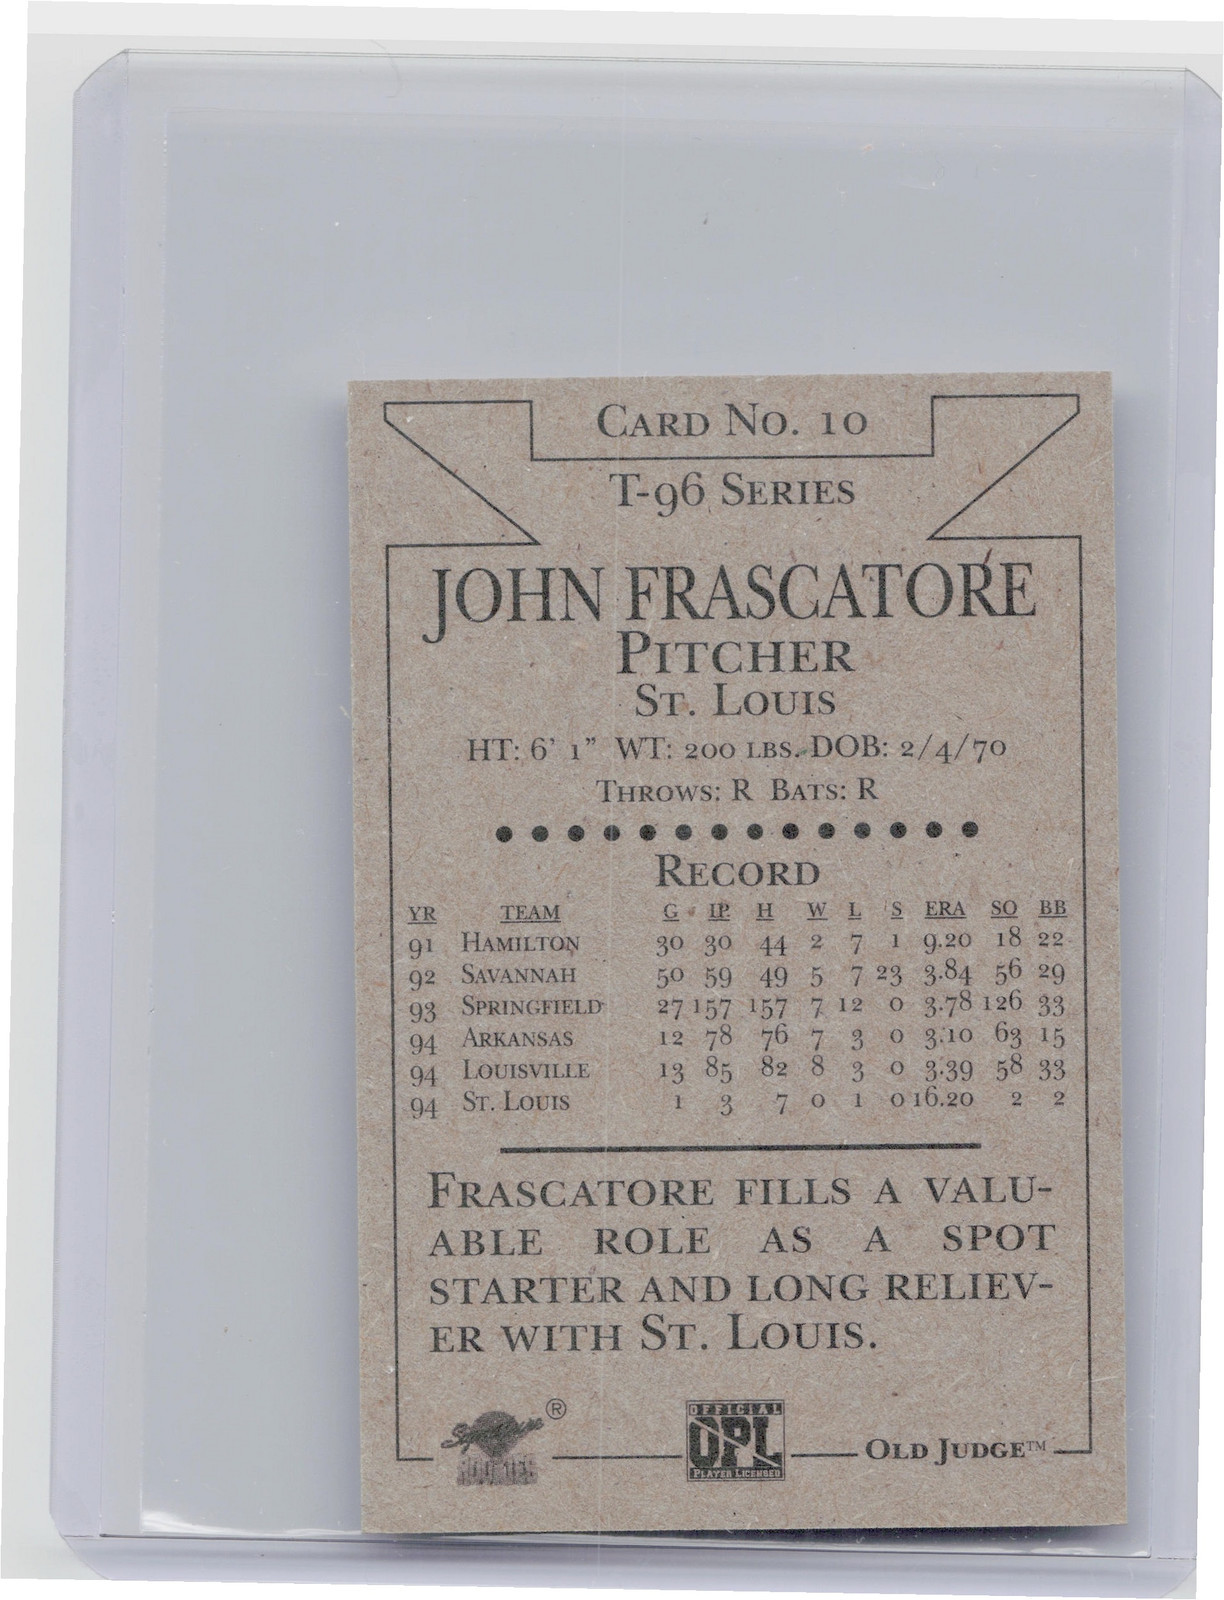 CARD NO. 10
T-96 SERIES
JOHN FRASCATORE
PITCHER
ST. LOUIS
HT: 6' 1" WT: 200 LBS. DOB: 2/4/70
THROWS: R BATS: R
RECORD
YR TEAM G IP H W L S ERA SO BB
91 HAMILTON 30 30 44 2 7 1 9.20 18 22
92 SAVANNAH 50 59 49 5 7 23 3.84 56 29
93 SPRINGFIELD 27 157 157 7 12 0 3.78 126 33
94 ARKANSAS 12 78 76 7 3 0 3.10 63 15
94 LOUISVILLE 13 85 82 8 3 0 3.39 58 33
94 ST. LOUIS 1 3 7 0 1 0 16.20 2 2
FRASCATORE FILLS A VALU-
ABLE ROLE AS A SPOT
STARTER AND LONG RELIEV-
ER WITH ST. LOUIS.
Signature ®
ROOKIES
OFFICIAL
OPL
PLAYER LICENSED
OLD JUDGE™